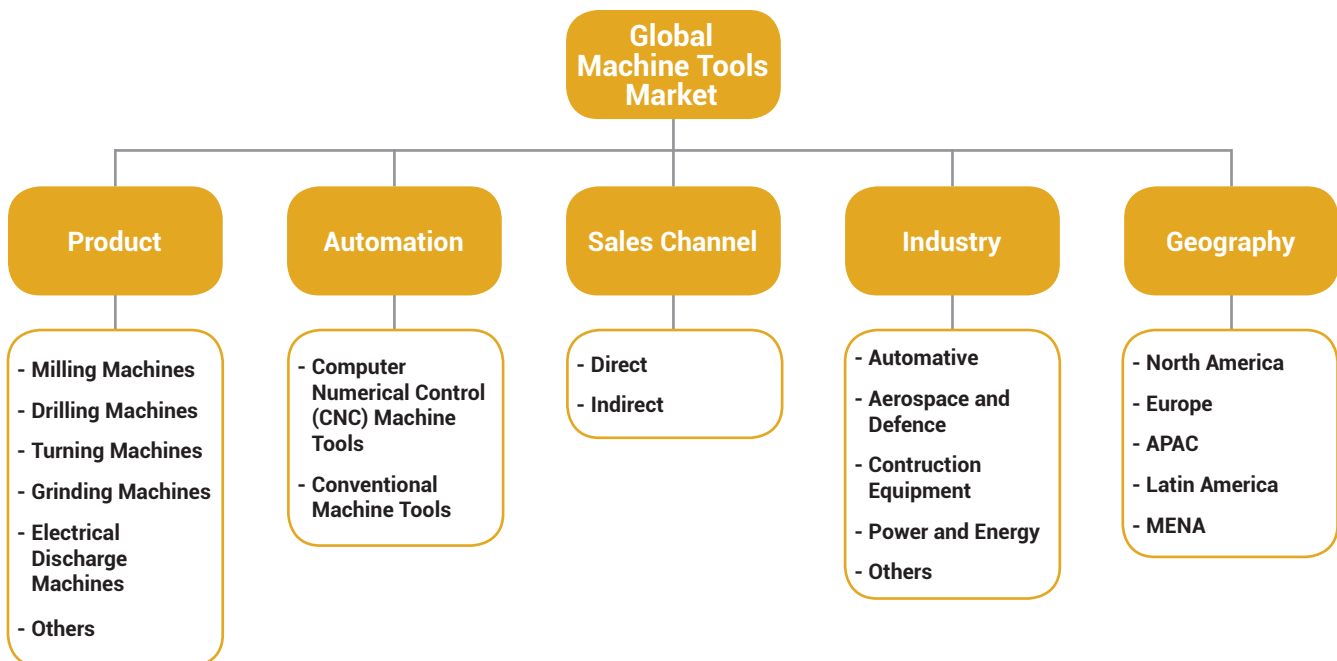 Global
Machine Tools
Market
Product
Automation
Sales Channel
Industry
Geography
- Milling Machines
- Drilling Machines
- Turning Machines
- Grinding Machines
- Electrical
Discharge
Machines
- Others
- Computer
Numerical Control
(CNC) Machine
Tools
- Conventional
Machine Tools
- Direct
- Indirect
- Automative
- Aerospace and
Defence
- Contruction
Equipment
- Power and Energy
- Others
- North America
- Europe
- APAC
- Latin America
- MENA